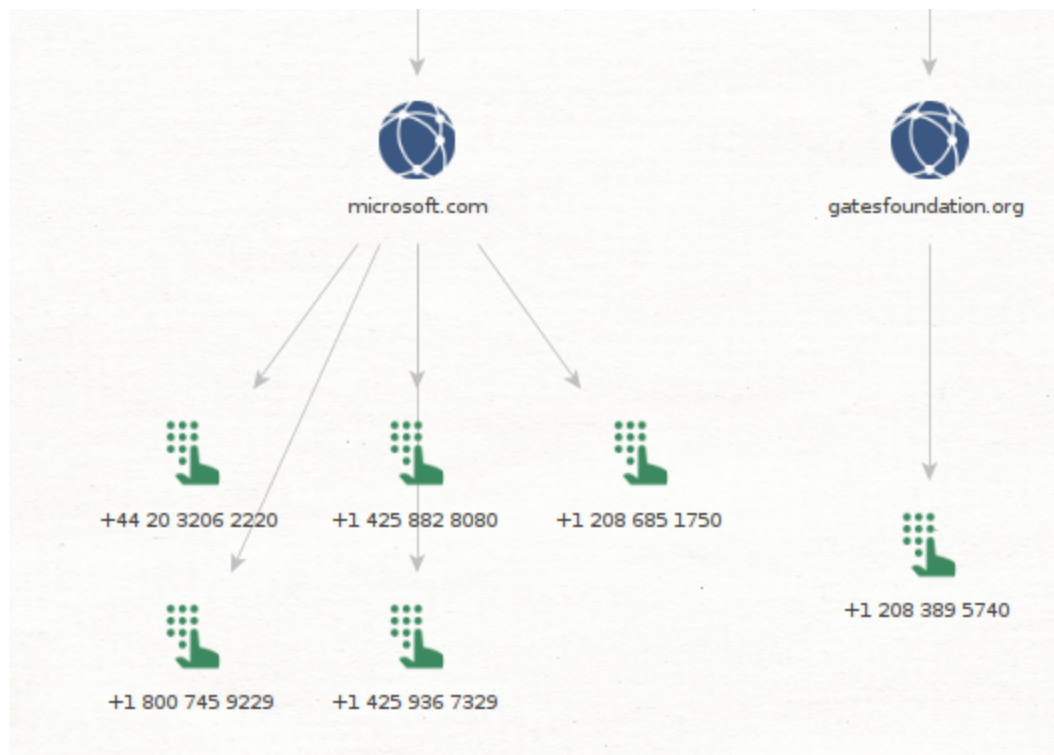 microsoft.com
gatesfoundation.org
+44 20 3206 2220
+1 425 882 8080
+1 208 685 1750
+1 208 389 5740
+1 800 745 9229
+1 425 936 7329